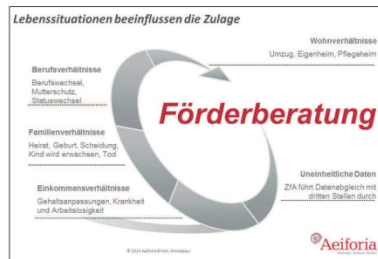 Lebenssituationen beeinflussen die Zulage
Wohnverhältnisse
Umzug, Eigenheim, Pflegeheim
Berufsverhältnisse
Berufswechsel,
Mutterschutz,
Statuswechsel
Förderberatung
Familienverhältnisse
Heirat, Geburt, Scheidung,
Kind wird erwachsen, Tod
Uneinheitliche Daten
ZfA führt Datenabgleich mit
dritten Stellen durch
Einkommensverhältnisse
Gehaltsanpassungen, Krankheit
und Arbeitslosigkeit
Aeiforia